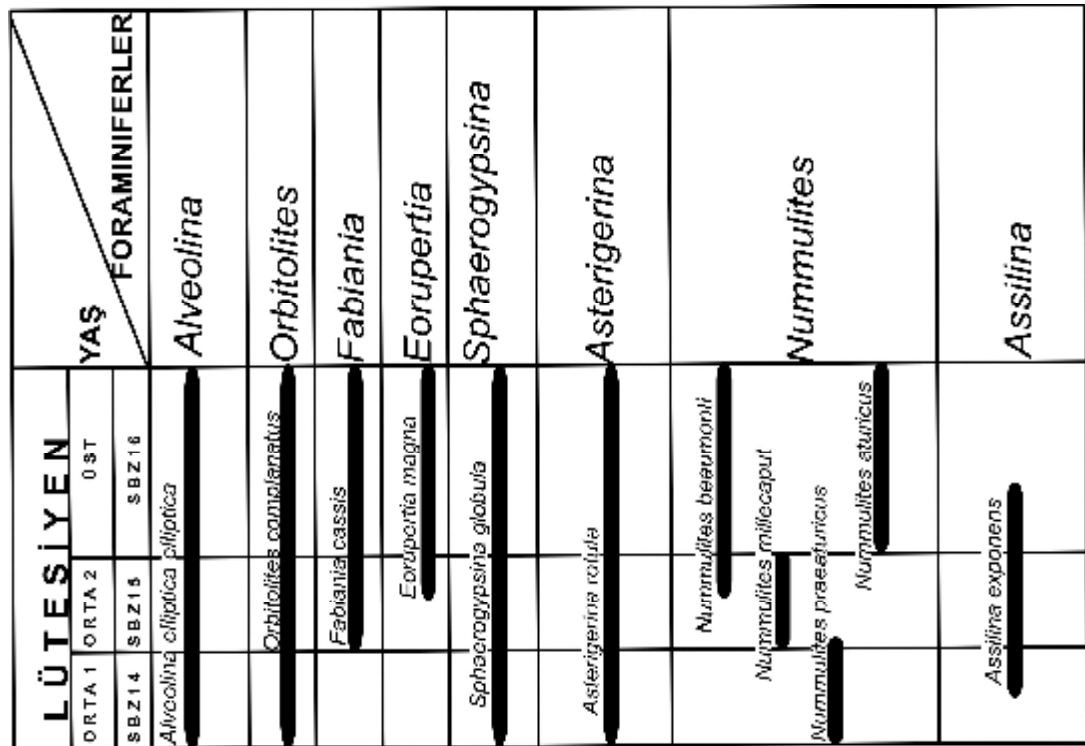 FORAMINIFERLER
YAŞ
Alveolina
Orbitolites
Fabiania
Eorupertia
Sphaerogypsina
Asterigerina
Nummulites
Assilina
LÜTESİYEN
ORTA 1
ORTA 2
ÜST
SBZ14
SBZ15
SBZ16
Alveolina elliptica elliptica
Orbitolites complanatus
Fabiania cassis
Eorupertia magna
Sphaerogypsina globula
Asterigerina rotula
Nummulites beaumonti
Nummulites millecaput
Nummulites praeaturicus
Nummulites aturicus
Assilina exponens